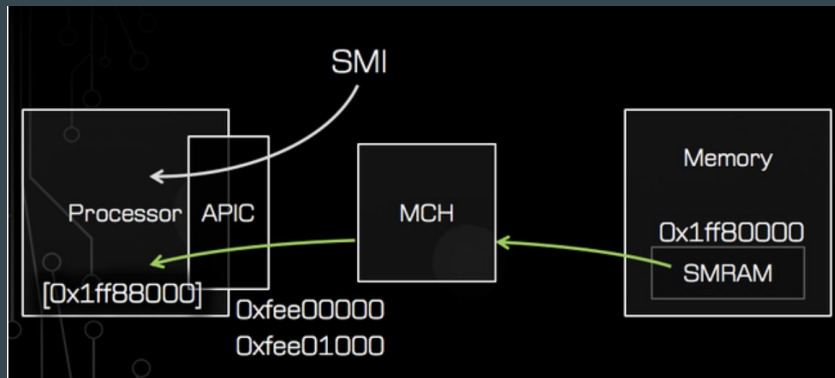 SMI
Memory
Processor
APIC
MCH
0x1ff80000
SMRAM
[0x1ff88000]
0xfee00000
0xfee01000